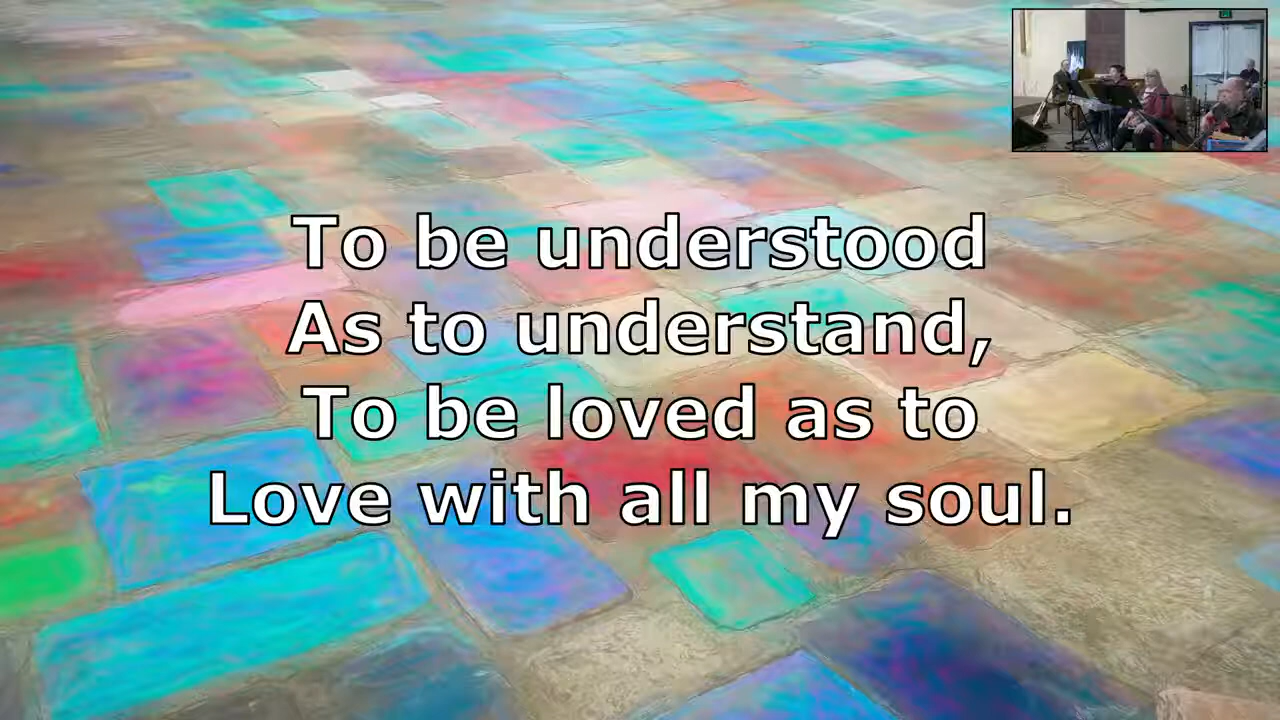 To be understood
As to understand,
To be loved as to
Love with all my soul.